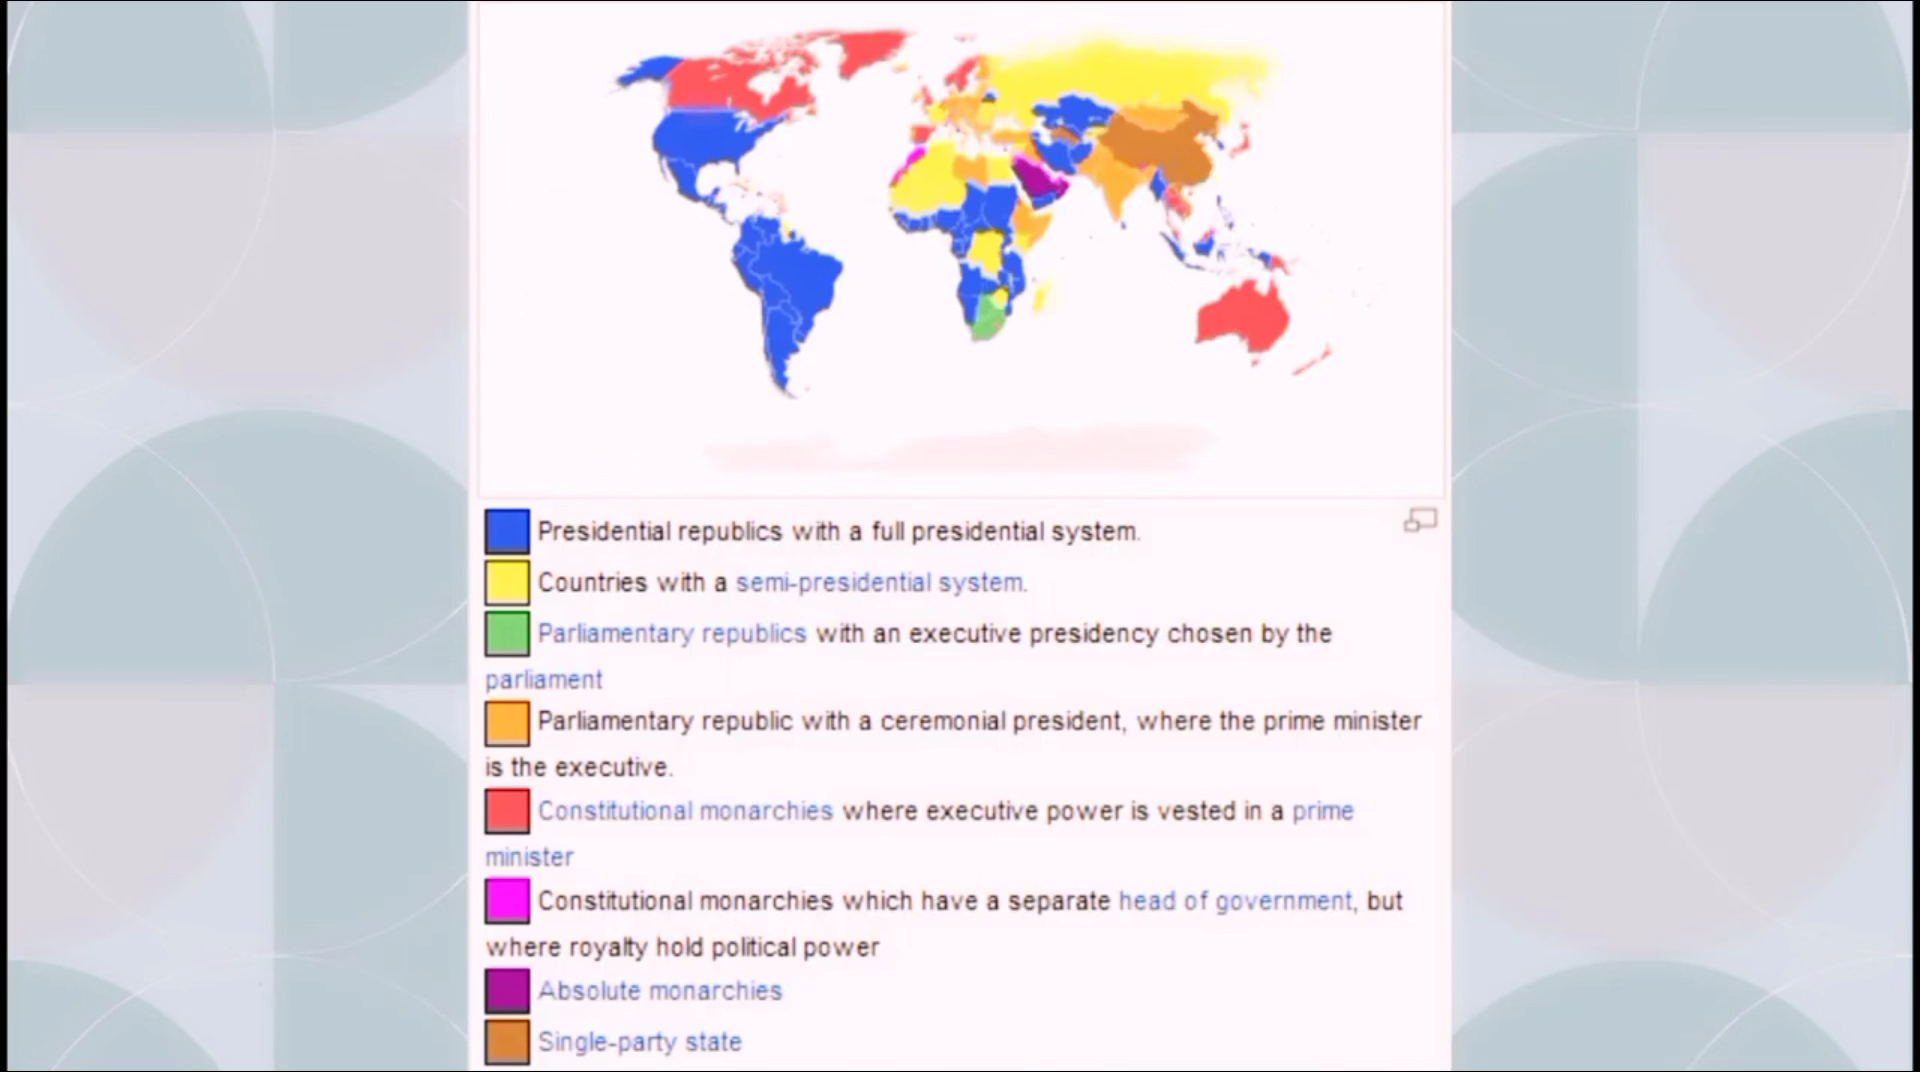 Presidential republics with a full presidential system.
Countries with a semi-presidential system.
Parliamentary republics with an executive presidency chosen by the
parliament
Parliamentary republic with a ceremonial president, where the prime minister
is the executive.
Constitutional monarchies where executive power is vested in a prime
minister
Constitutional monarchies which have a separate head of government, but
where royalty hold political power
Absolute monarchies
Single-party state